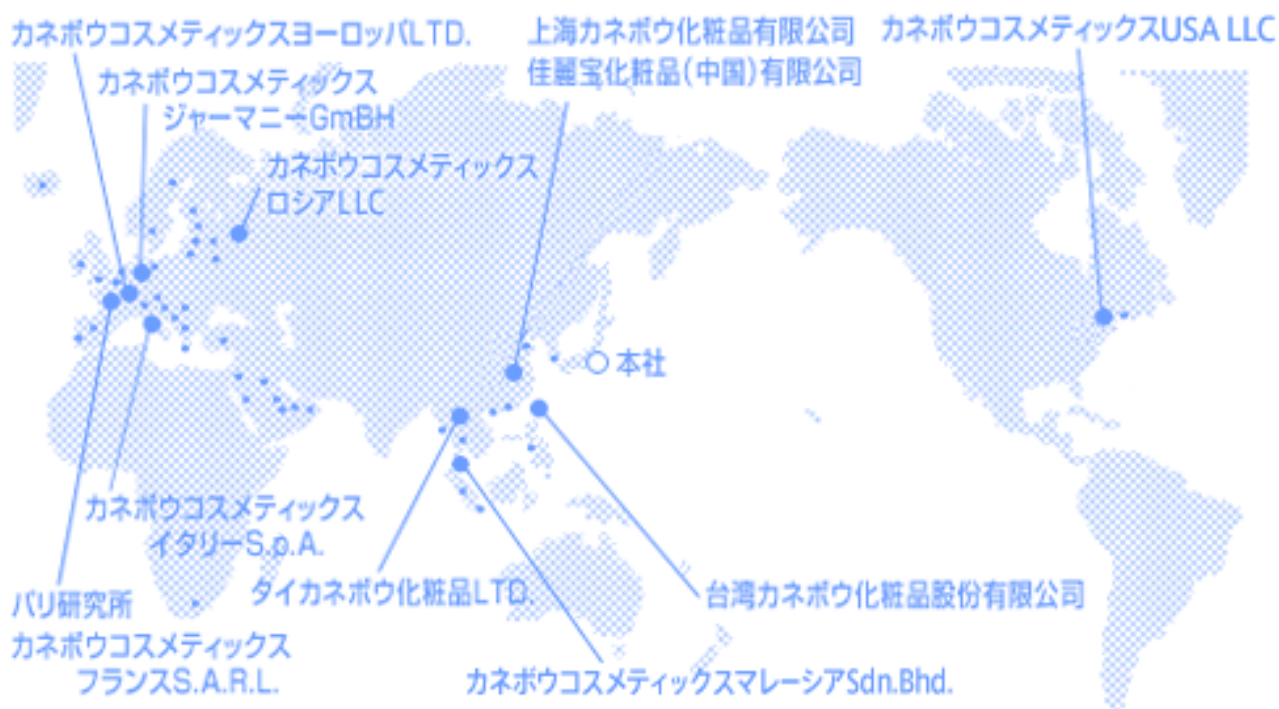 カネボウコスメティックスヨーロッパLTD.
カネボウコスメティックス
ジャーマニーGmBH
カネボウコスメティックス
ロシアLLC
上海カネボウ化粧品有限公司
佳麗宝化粧品(中国)有限公司
カネボウコスメティックスUSA LLC
本社
カネボウコスメティックス
イタリーS.p.A.
パリ研究所
カネボウコスメティックス
フランスS.A.R.L.
タイカネボウ化粧品LTD.
カネボウコスメティックスマレーシアSdn.Bhd.
台湾カネボウ化粧品股份有限公司